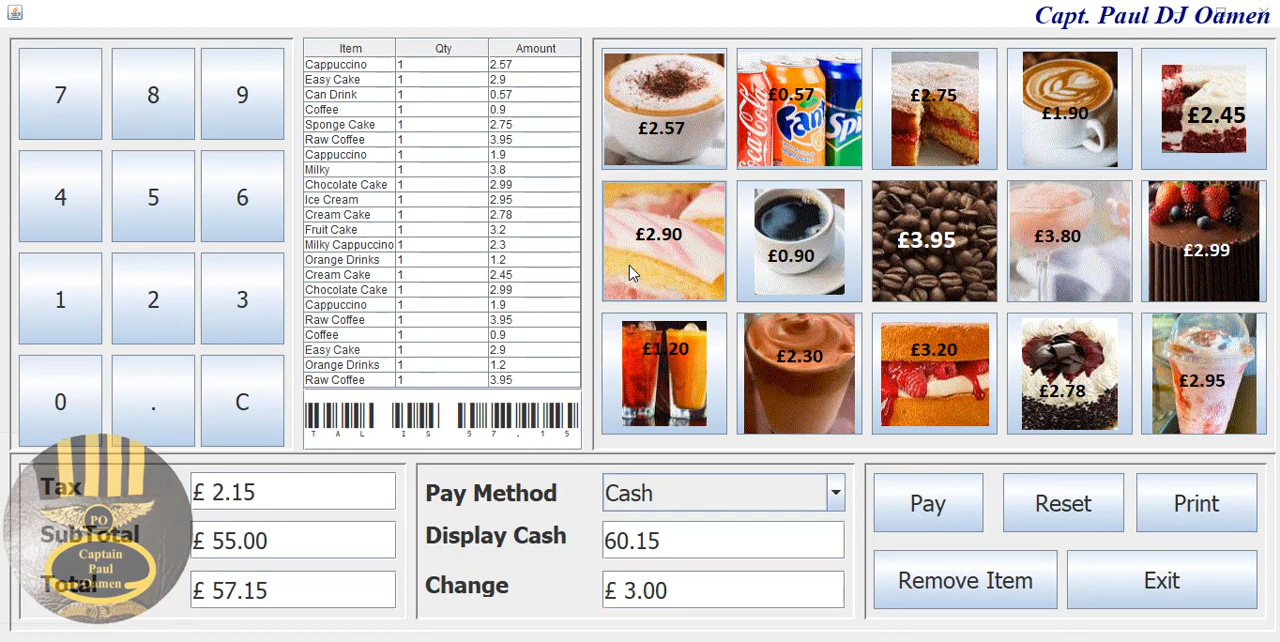 Capt. Paul DJ Oamen
7 8 9
4 5 6
1 2 3
0 . C
Item Qty Amount
Cappuccino 1 2.57
Easy Cake 1 2.9
Can Drink 1 0.57
Coffee 1 0.9
Sponge Cake 1 2.75
Raw Coffee 1 3.95
Cappuccino 1 1.9
Milky 1 3.8
Chocolate Cake 1 2.99
Ice Cream 1 2.95
Cream Cake 1 2.78
Fruit Cake 1 3.2
Milky Cappuccino 1 2.3
Orange Drinks 1 1.2
Cream Cake 1 2.45
Chocolate Cake 1 2.99
Cappuccino 1 1.9
Raw Coffee 1 3.95
Coffee 1 0.9
Easy Cake 1 2.9
Orange Drinks 1 1.2
Raw Coffee 1 3.95
T A L I S 5 7 . 1 5
£2.57 £0.57 £2.75 £1.90 £2.45
Coca-Cola Fanta Spri
£2.90 £0.90 £3.95 £3.80 £2.99
£1.20 £2.30 £3.20 £2.78 £2.95
Tax £ 2.15
SubTotal £ 55.00
Total £ 57.15
PO
Captain
Paul
Oamen
Pay Method Cash
Display Cash 60.15
Change £ 3.00
Pay Reset Print
Remove Item Exit